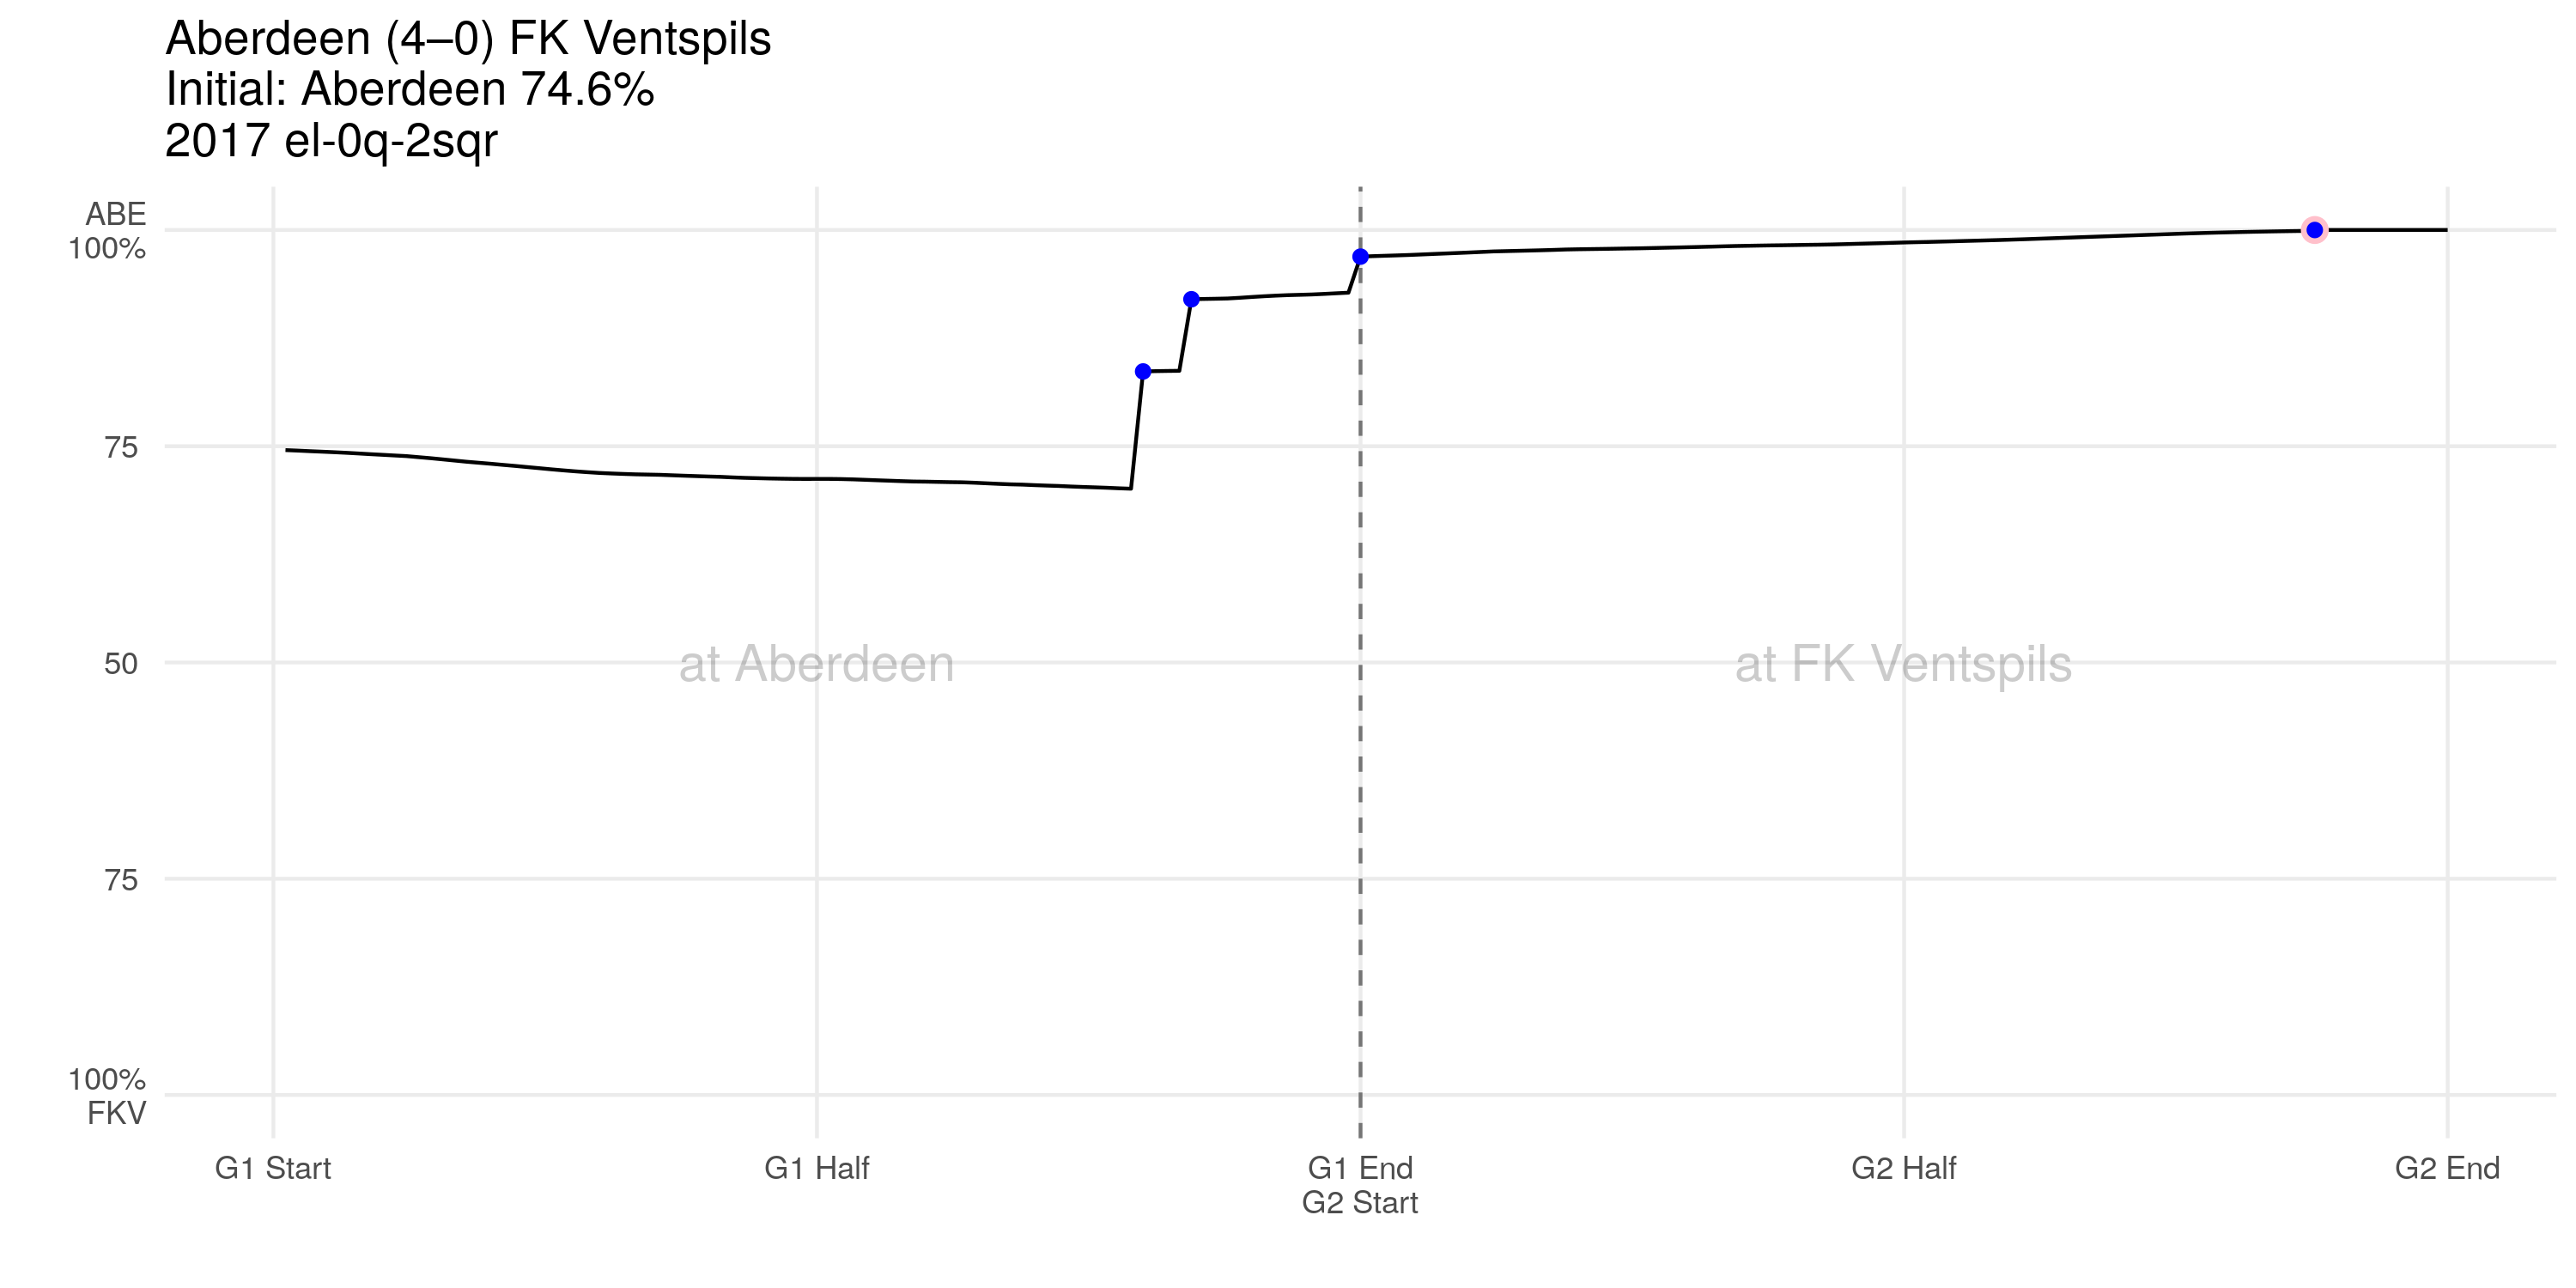 Aberdeen (4–0) FK Ventspils
Initial: Aberdeen 74.6%
2017 el-0q-2sqr
ABE
100%
75
50
75
100%
FKV
at Aberdeen
at FK Ventspils
G1 Start
G1 Half
G1 End
G2 Start
G2 Half
G2 End